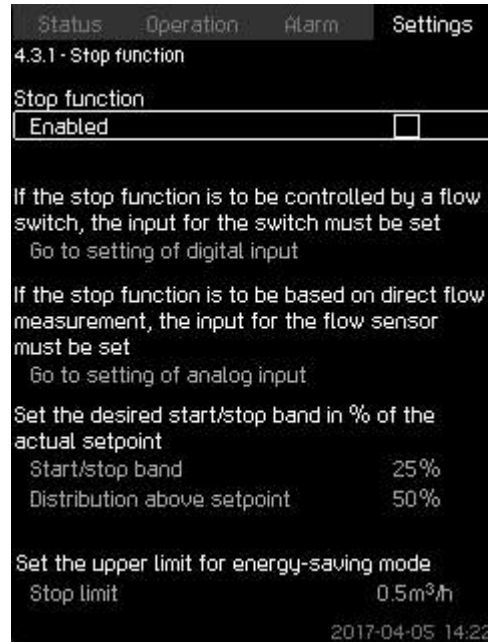 Status Operation Alarm Settings
4.3.1 - Stop function
Stop function
Enabled
If the stop function is to be controlled by a flow
switch, the input for the switch must be set
Go to setting of digital input
If the stop function is to be based on direct flow
measurement, the input for the flow sensor
must be set
Go to setting of analog input
Set the desired start/stop band in % of the
actual setpoint
Start/stop band 25%
Distribution above setpoint 50%
Set the upper limit for energy-saving mode
Stop limit 0.5m³/h
2017-04-05 14:22